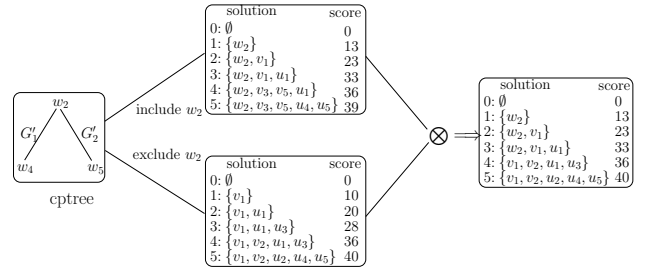 solution score
0: ∅ 0
1: {w₂} 13
2: {w₂, v₁} 23
3: {w₂, v₁, u₁} 33
4: {w₂, v₃, v₅, u₁} 36
5: {w₂, v₃, v₅, u₄, u₅} 39
w₂
G′₁ G′₂
w₄ w₅
cptree
include w₂
exclude w₂
solution score
0: ∅ 0
1: {v₁} 10
2: {v₁, u₁} 20
3: {v₁, u₁, u₃} 28
4: {v₁, v₂, u₁, u₃} 36
5: {v₁, v₂, u₂, u₄, u₅} 40
⊗ ⟹
solution score
0: ∅ 0
1: {w₂} 13
2: {w₂, v₁} 23
3: {w₂, v₁, u₁} 33
4: {v₁, v₂, u₁, u₃} 36
5: {v₁, v₂, u₂, u₄, u₅} 40